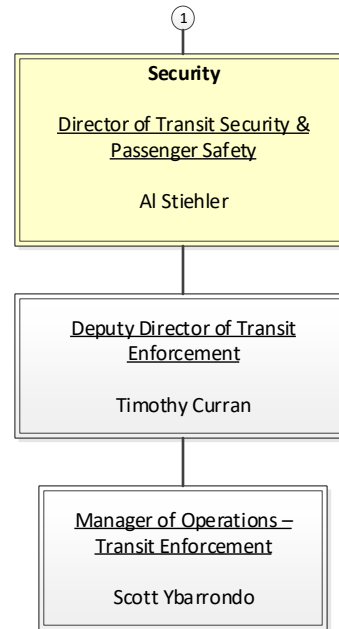 1
Security
Director of Transit Security &
Passenger Safety
Al Stiehler
Deputy Director of Transit
Enforcement
Timothy Curran
Manager of Operations –
Transit Enforcement
Scott Ybarrondo